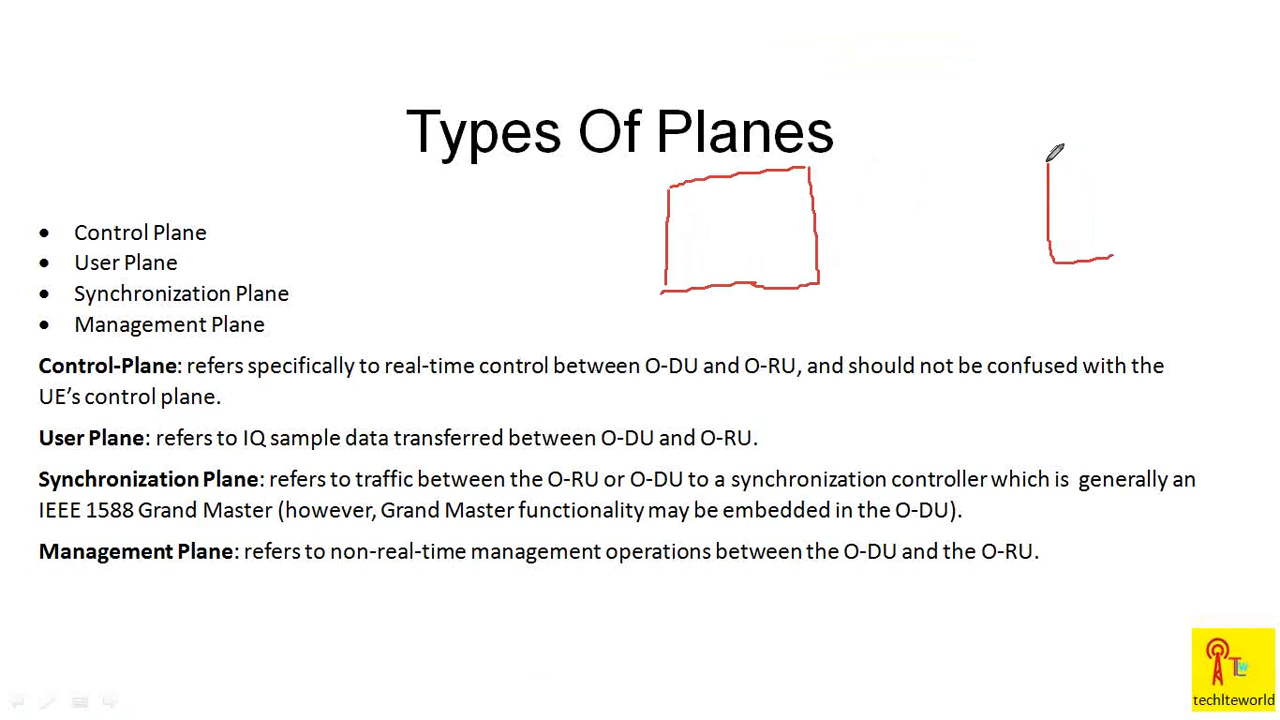 Types Of Planes
• Control Plane
• User Plane
• Synchronization Plane
• Management Plane
Control-Plane: refers specifically to real-time control between O-DU and O-RU, and should not be confused with the
UE’s control plane.
User Plane: refers to IQ sample data transferred between O-DU and O-RU.
Synchronization Plane: refers to traffic between the O-RU or O-DU to a synchronization controller which is  generally an
IEEE 1588 Grand Master (however, Grand Master functionality may be embedded in the O-DU).
Management Plane: refers to non-real-time management operations between the O-DU and the O-RU.
TLw
techlteworld